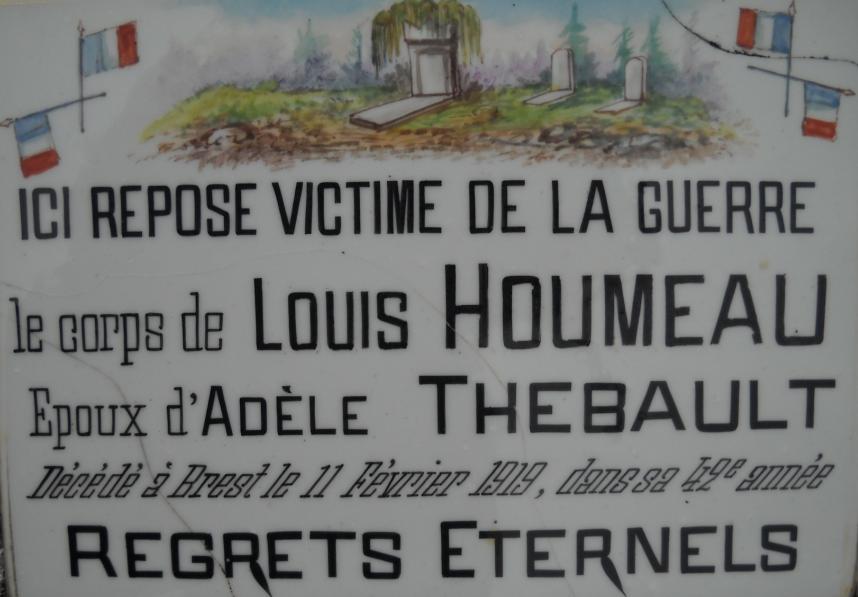 ICI REPOSE VICTIME DE LA GUERRE
le corps de LOUIS HOUMEAU
Epoux d'ADÈLE THEBAULT
Décédé à Brest le 11 Février 1919, dans sa 42e année
REGRETS ETERNELS